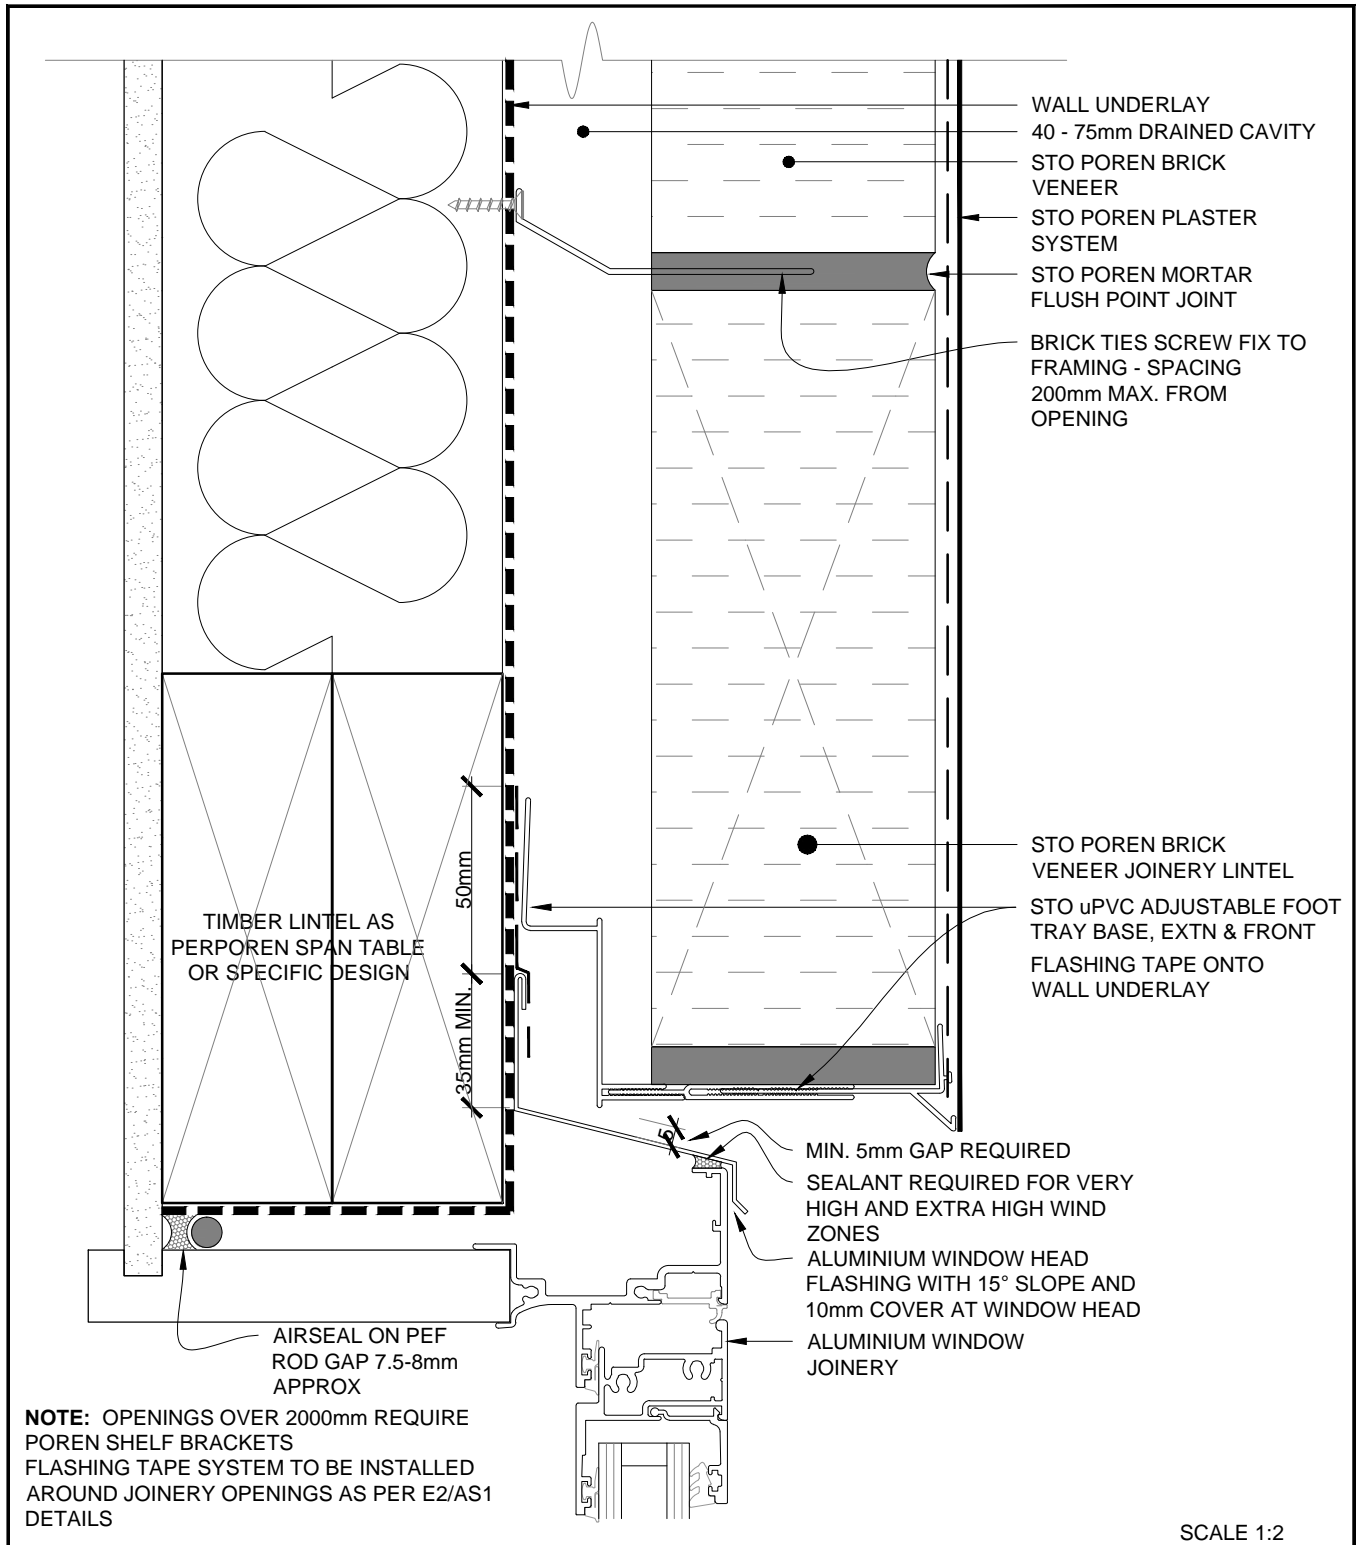 WALL UNDERLAY
40 - 75mm DRAINED CAVITY
STO POREN BRICK
VENEER
STO POREN PLASTER
SYSTEM
STO POREN MORTAR
FLUSH POINT JOINT
BRICK TIES SCREW FIX TO
FRAMING - SPACING
200mm MAX. FROM
OPENING
50mm
35mm MIN.
TIMBER LINTEL AS
PERPOREN SPAN TABLE
OR SPECIFIC DESIGN
STO POREN BRICK
VENEER JOINERY LINTEL
STO uPVC ADJUSTABLE FOOT
TRAY BASE, EXTN & FRONT
FLASHING TAPE ONTO
WALL UNDERLAY
5
MIN. 5mm GAP REQUIRED
SEALANT REQUIRED FOR VERY
HIGH AND EXTRA HIGH WIND
ZONES
ALUMINIUM WINDOW HEAD
FLASHING WITH 15° SLOPE AND
10mm COVER AT WINDOW HEAD
ALUMINIUM WINDOW
JOINERY
AIRSEAL ON PEF
ROD GAP 7.5-8mm
APPROX
NOTE: OPENINGS OVER 2000mm REQUIRE
POREN SHELF BRACKETS
FLASHING TAPE SYSTEM TO BE INSTALLED
AROUND JOINERY OPENINGS AS PER E2/AS1
DETAILS
SCALE 1:2